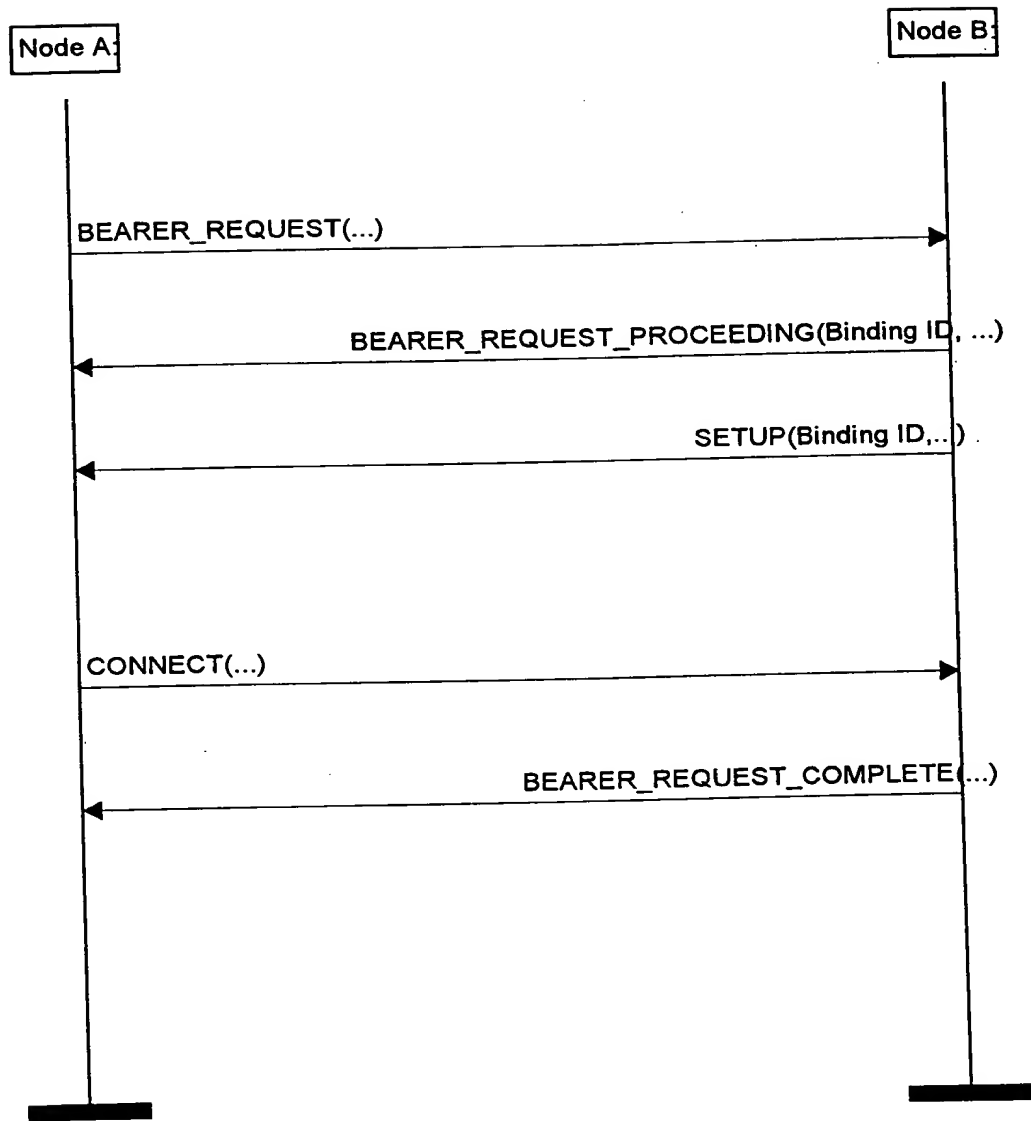 Node A:
Node B:
BEARER_REQUEST(...)
BEARER_REQUEST_PROCEEDING(Binding ID, ...)
SETUP(Binding ID,...)
CONNECT(...)
BEARER_REQUEST_COMPLETE(...)